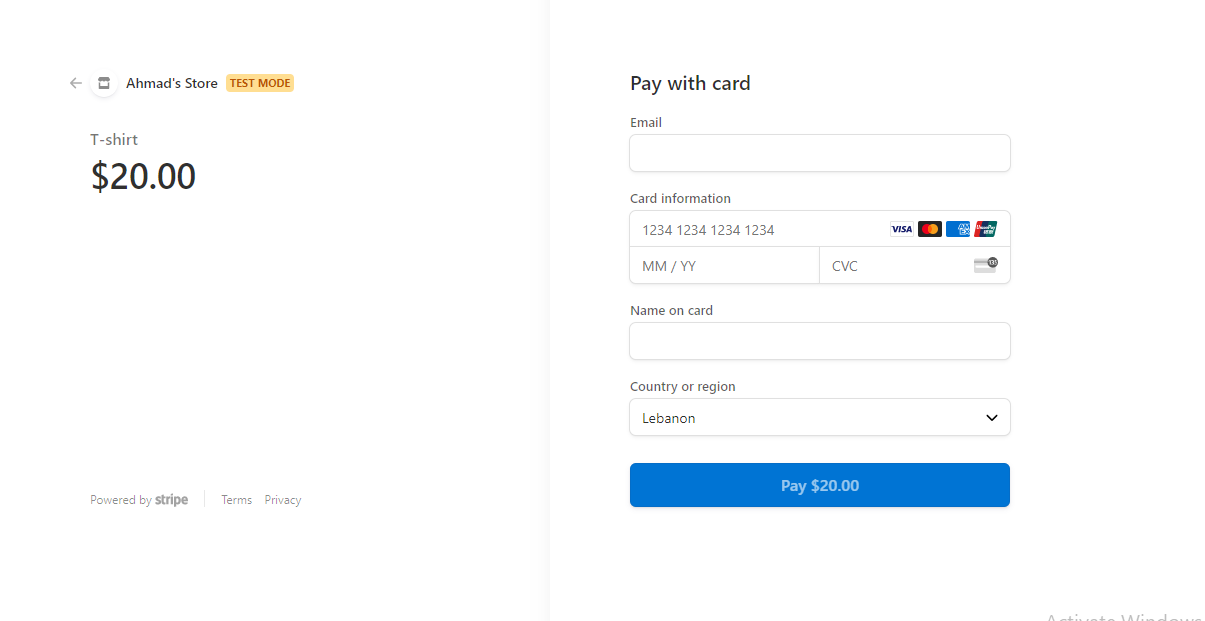 Ahmad's Store TEST MODE
T-shirt
$20.00
Powered by stripe Terms Privacy
Pay with card
Email
Card information
1234 1234 1234 1234 VISA
MM / YY CVC
Name on card
Country or region
Lebanon
Pay $20.00
Activate Windows